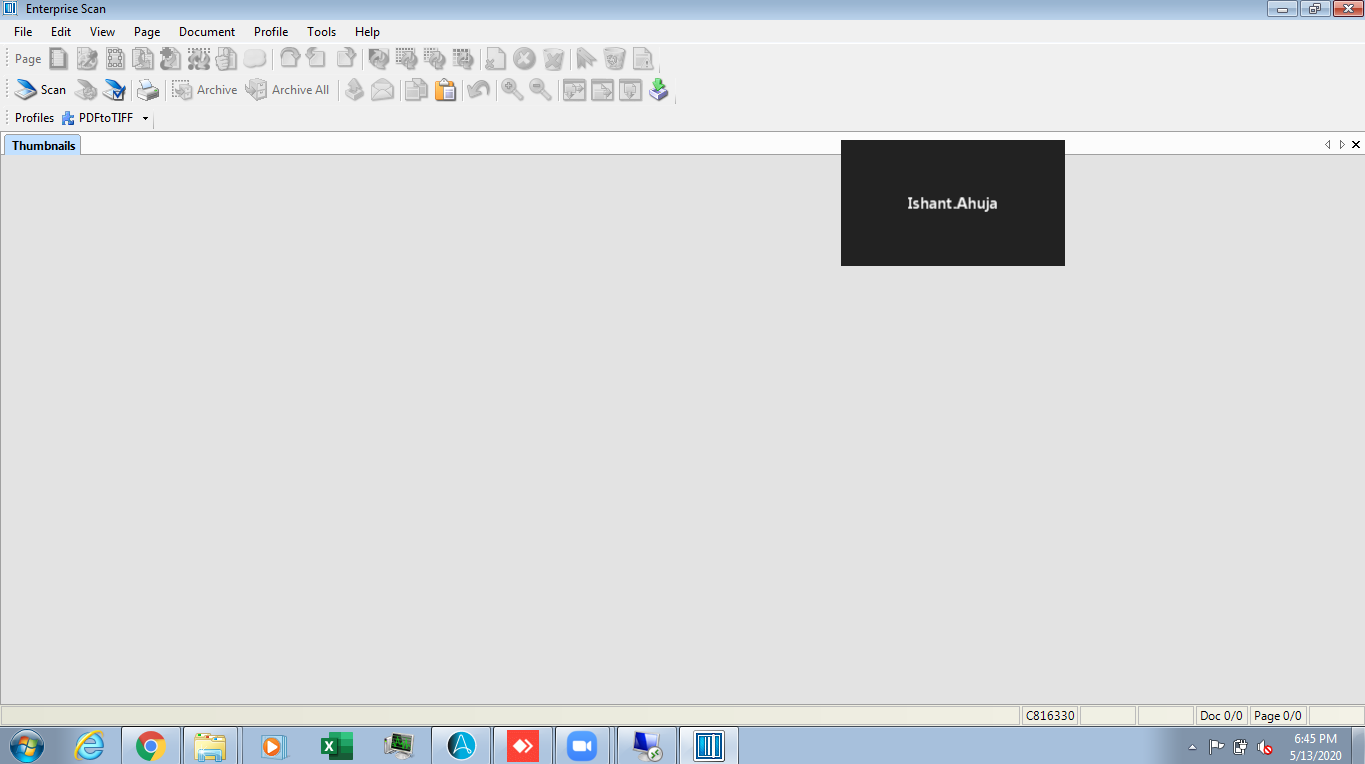 Enterprise Scan
File Edit View Page Document Profile Tools Help
Page
Scan Archive Archive All
Profiles PDFtoTIFF
Thumbnails
Ishant.Ahuja
C816330 Doc 0/0 Page 0/0
6:45 PM
5/13/2020